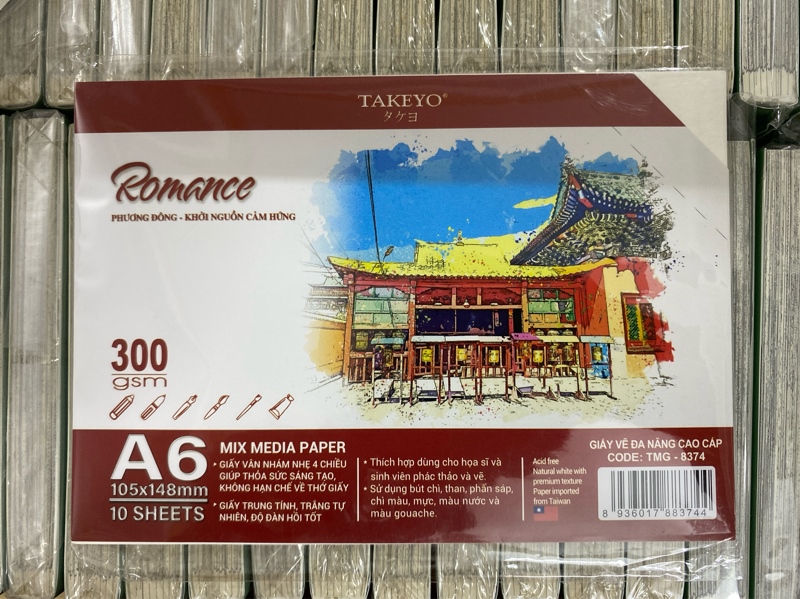 TAKEYO®
タケヨ
Romance
PHƯƠNG ĐÔNG - KHỞI NGUỒN CẢM HỨNG
300
gsm
A6
105x148mm
10 SHEETS
MIX MEDIA PAPER
• GIẤY VÂN NHÁM NHẸ 4 CHIỀU
GIÚP THỎA SỨC SÁNG TẠO,
KHÔNG HẠN CHẾ VỀ THỚ GIẤY
• GIẤY TRUNG TÍNH, TRẮNG TỰ
NHIÊN, ĐỘ ĐÀN HỒI TỐT
• Thích hợp dùng cho họa sĩ và
sinh viên phác thảo và vẽ.
• Sử dụng bút chì, than, phấn sáp,
chì màu, mực, màu nước và
màu gouache.
Acid free
Natural white with
premium texture
Paper imported
from Taiwan
GIẤY VẼ ĐA NĂNG CAO CẤP
CODE: TMG - 8374
8 936017 883744